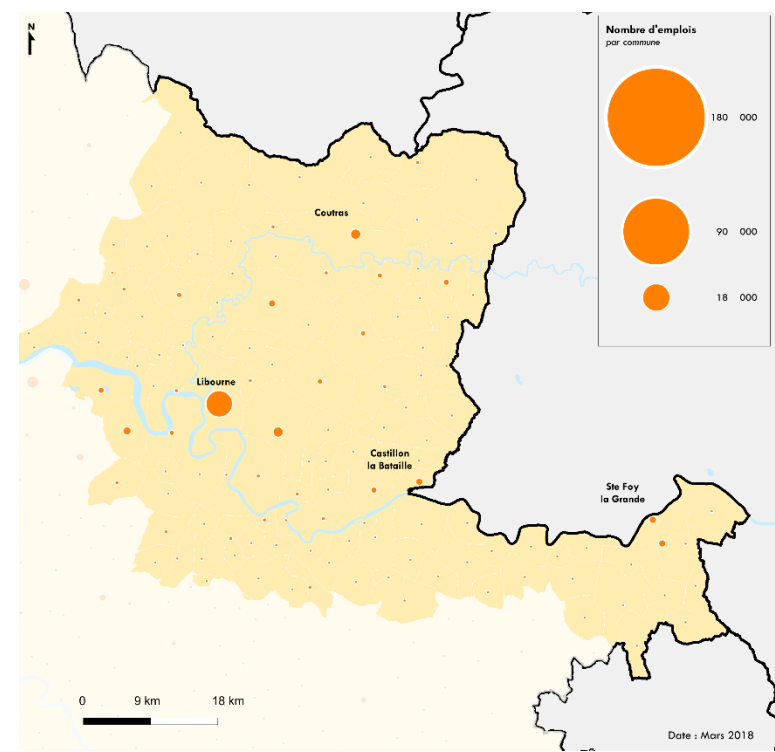 N
Nombre d'emplois
par commune
180 000
90 000
18 000
Coutras
Libourne
Castillon
la Bataille
Ste Foy
la Grande
0 9 km 18 km
Date : Mars 2018